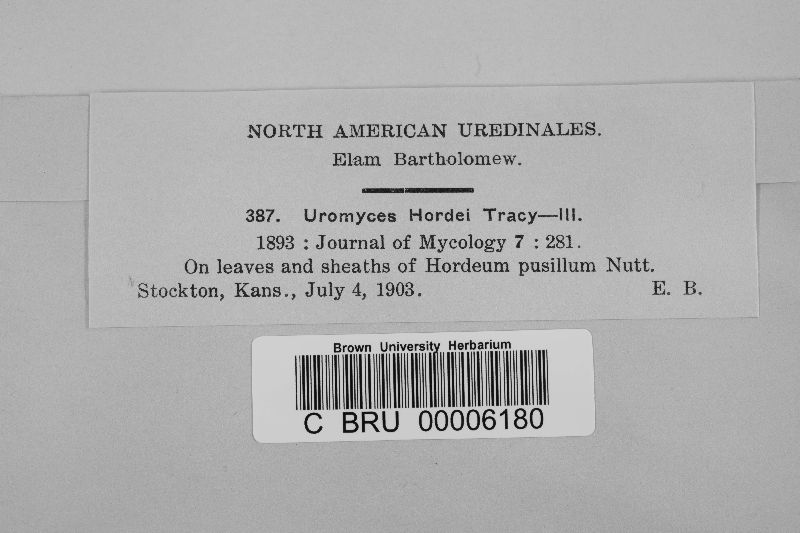 NORTH AMERICAN UREDINALES.
Elam Bartholomew.
387. Uromyces Hordei Tracy—III.
1893 : Journal of Mycology 7 : 281.
On leaves and sheaths of Hordeum pusillum Nutt.
Stockton, Kans., July 4, 1903. E. B.
Brown University Herbarium
C BRU 00006180